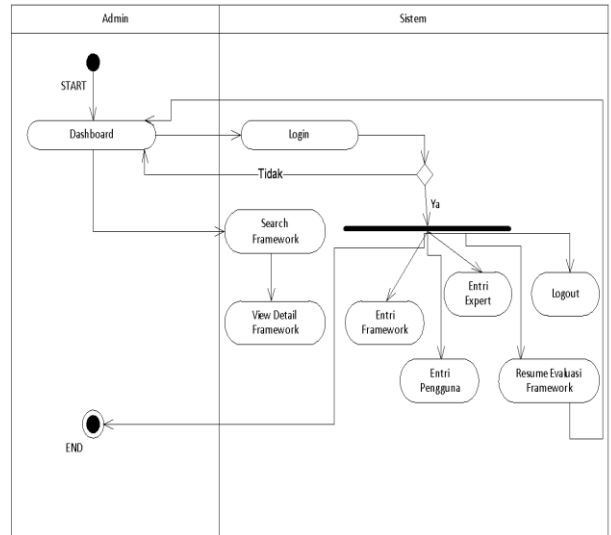 Admin
Sistem
START
Dashboard
Login
Tidak
Ya
Search
Framework
Entri
Expert
Logout
View Detail
Framework
Entri
Framework
Entri
Pengguna
Resume Evaluasi
Framework
END